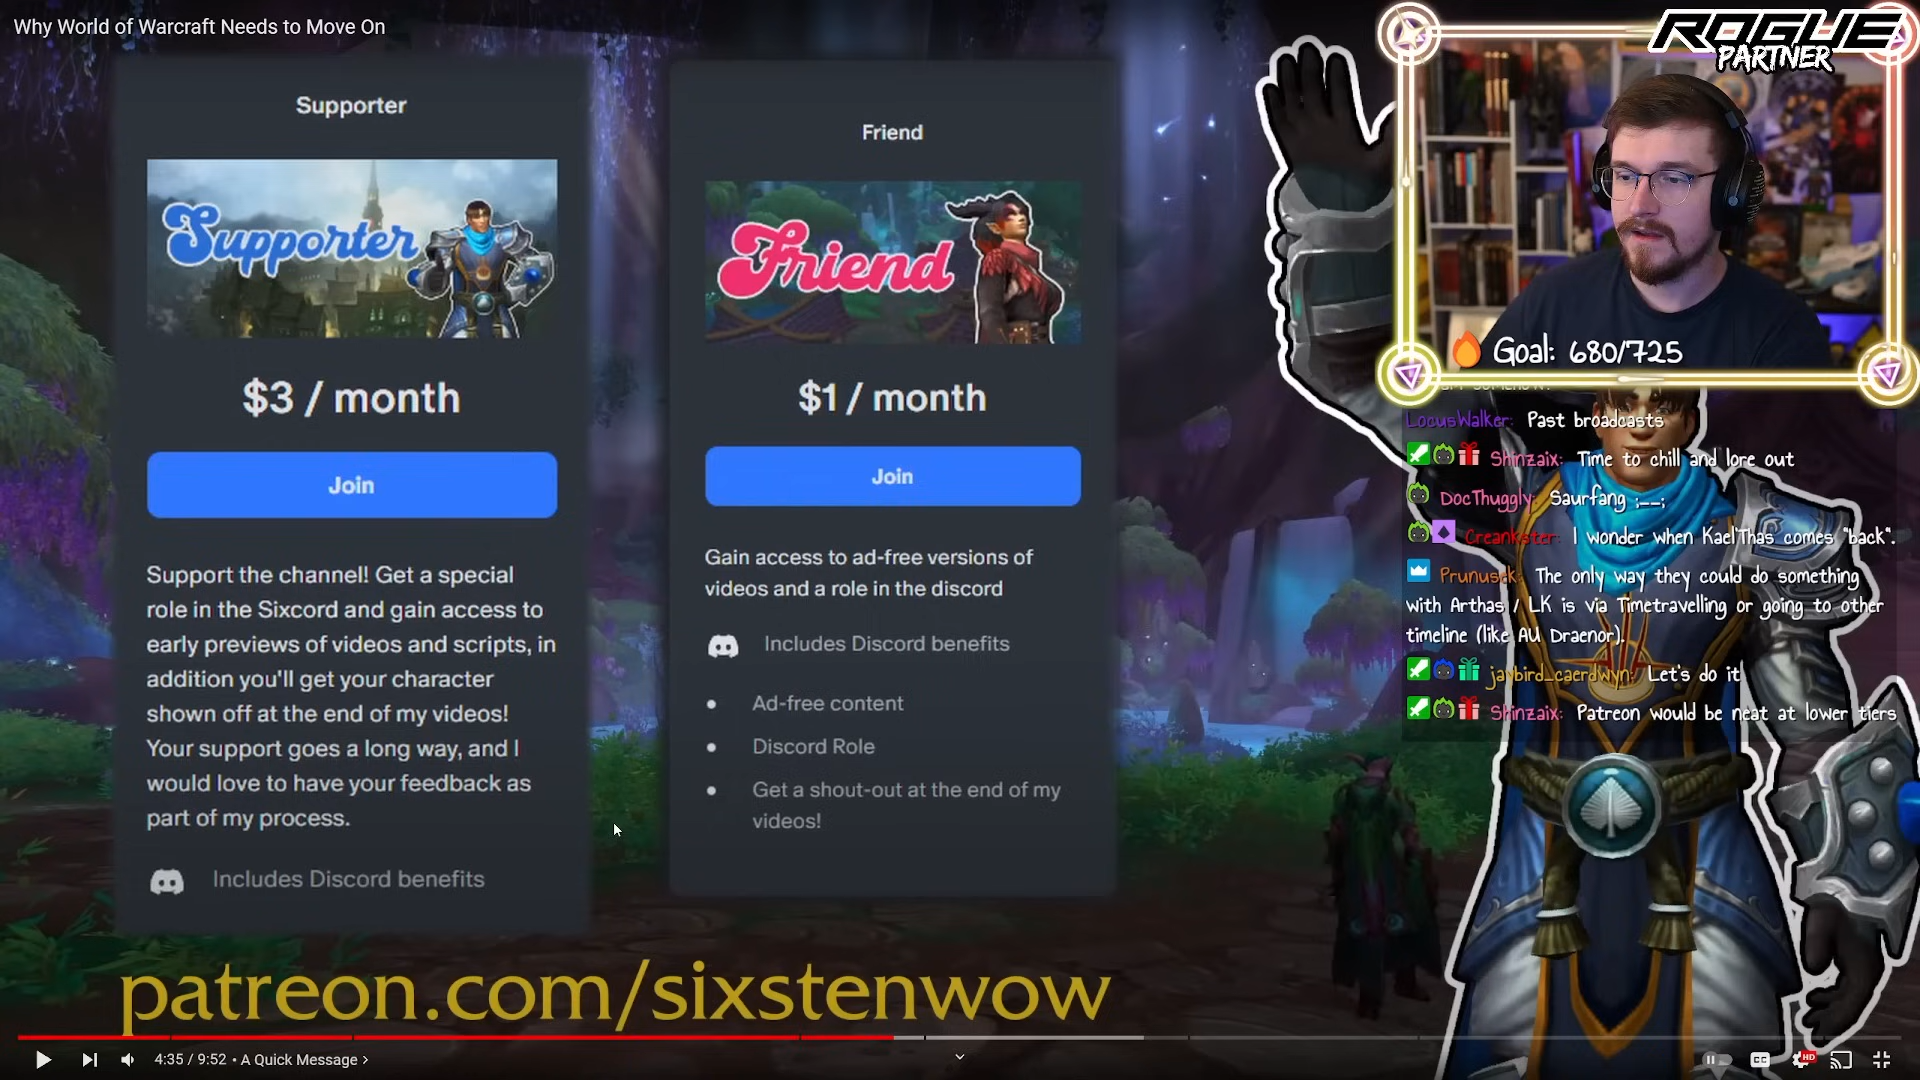 Why World of Warcraft Needs to Move On
Supporter
Supporter
$3 / month
Join
Support the channel! Get a special
role in the Sixcord and gain access to
early previews of videos and scripts, in
addition you'll get your character
shown off at the end of my videos!
Your support goes a long way, and I
would love to have your feedback as
part of my process.
Includes Discord benefits
Friend
Friend
$1 / month
Join
Gain access to ad-free versions of
videos and a role in the discord
Includes Discord benefits
• Ad-free content
• Discord Role
• Get a shout-out at the end of my
videos!
patreon.com/sixstenwow
ROGUE
PARTNER
Goal: 680/725
LocusWalker: Past broadcasts
Shinzaix: Time to chill and lore out
DocThuggly: Saurfang ;__;
Creankster: I wonder when Kael'Thas comes "back".
Prunusek: The only way they could do something
with Arthas / LK is via Timetravelling or going to other
timeline (like AU Draenor).
jaybird_caerdwyn: Let's do it
Shinzaix: Patreon would be neat at lower tiers
4:35 / 9:52 • A Quick Message >
CC
HD